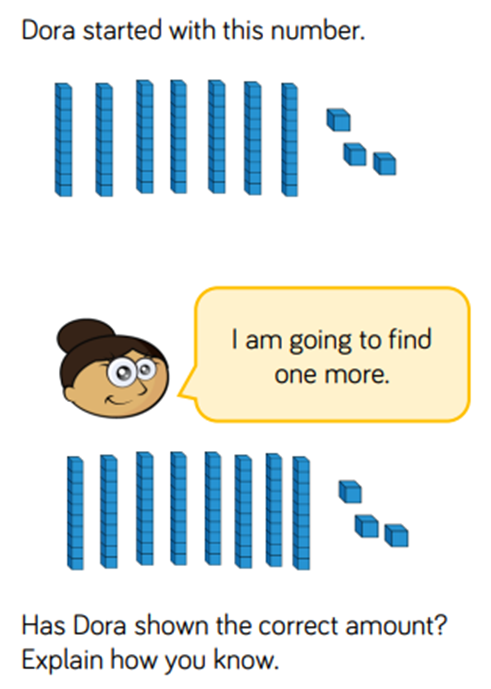 Dora started with this number.
I am going to find
one more.
Has Dora shown the correct amount?
Explain how you know.